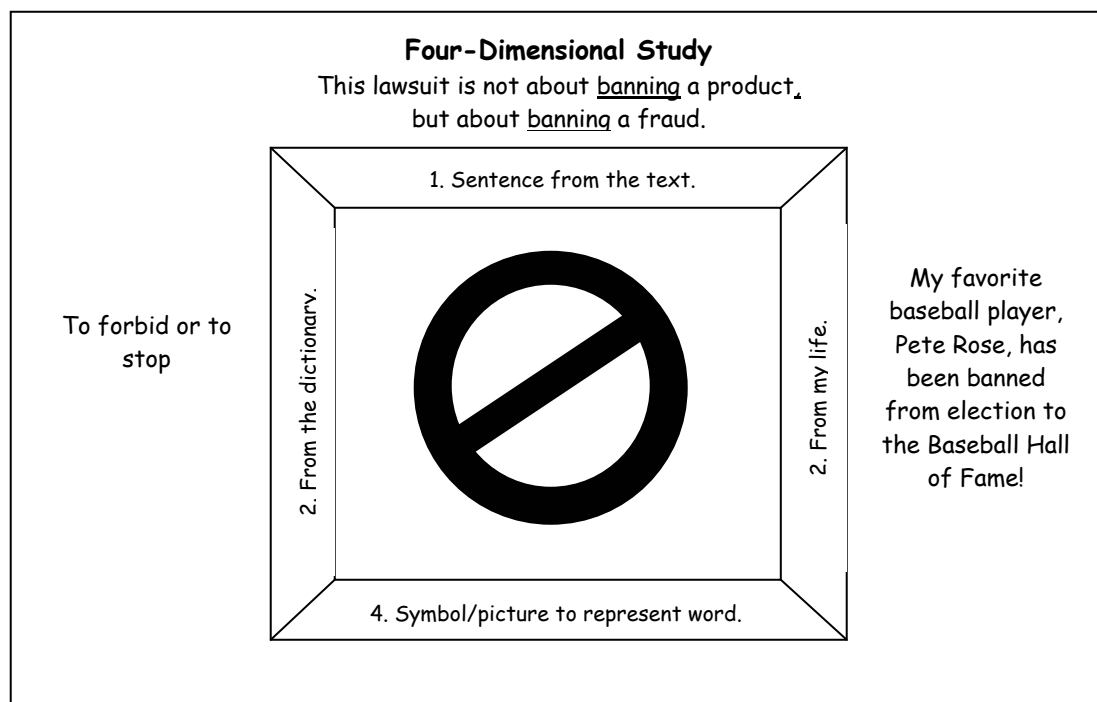 Four-Dimensional Study
This lawsuit is not about banning a product,
but about banning a fraud.
1. Sentence from the text.
To forbid or to
stop
2. From the dictionary.
2. From my life.
My favorite
baseball player,
Pete Rose, has
been banned
from election to
the Baseball Hall
of Fame!
4. Symbol/picture to represent word.